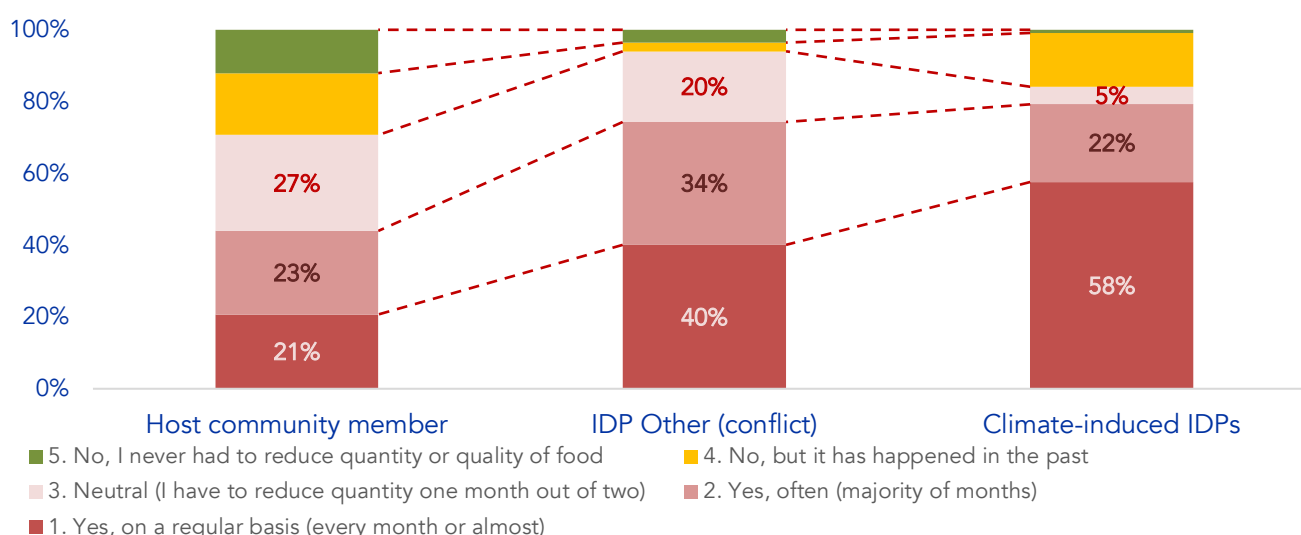 100%
80%
60%
40%
20%
0%
27%
23%
21%
20%
34%
40%
5%
22%
58%
Host community member
IDP Other (conflict)
Climate-induced IDPs
5. No, I never had to reduce quantity or quality of food
4. No, but it has happened in the past
3. Neutral (I have to reduce quantity one month out of two)
2. Yes, often (majority of months)
1. Yes, on a regular basis (every month or almost)